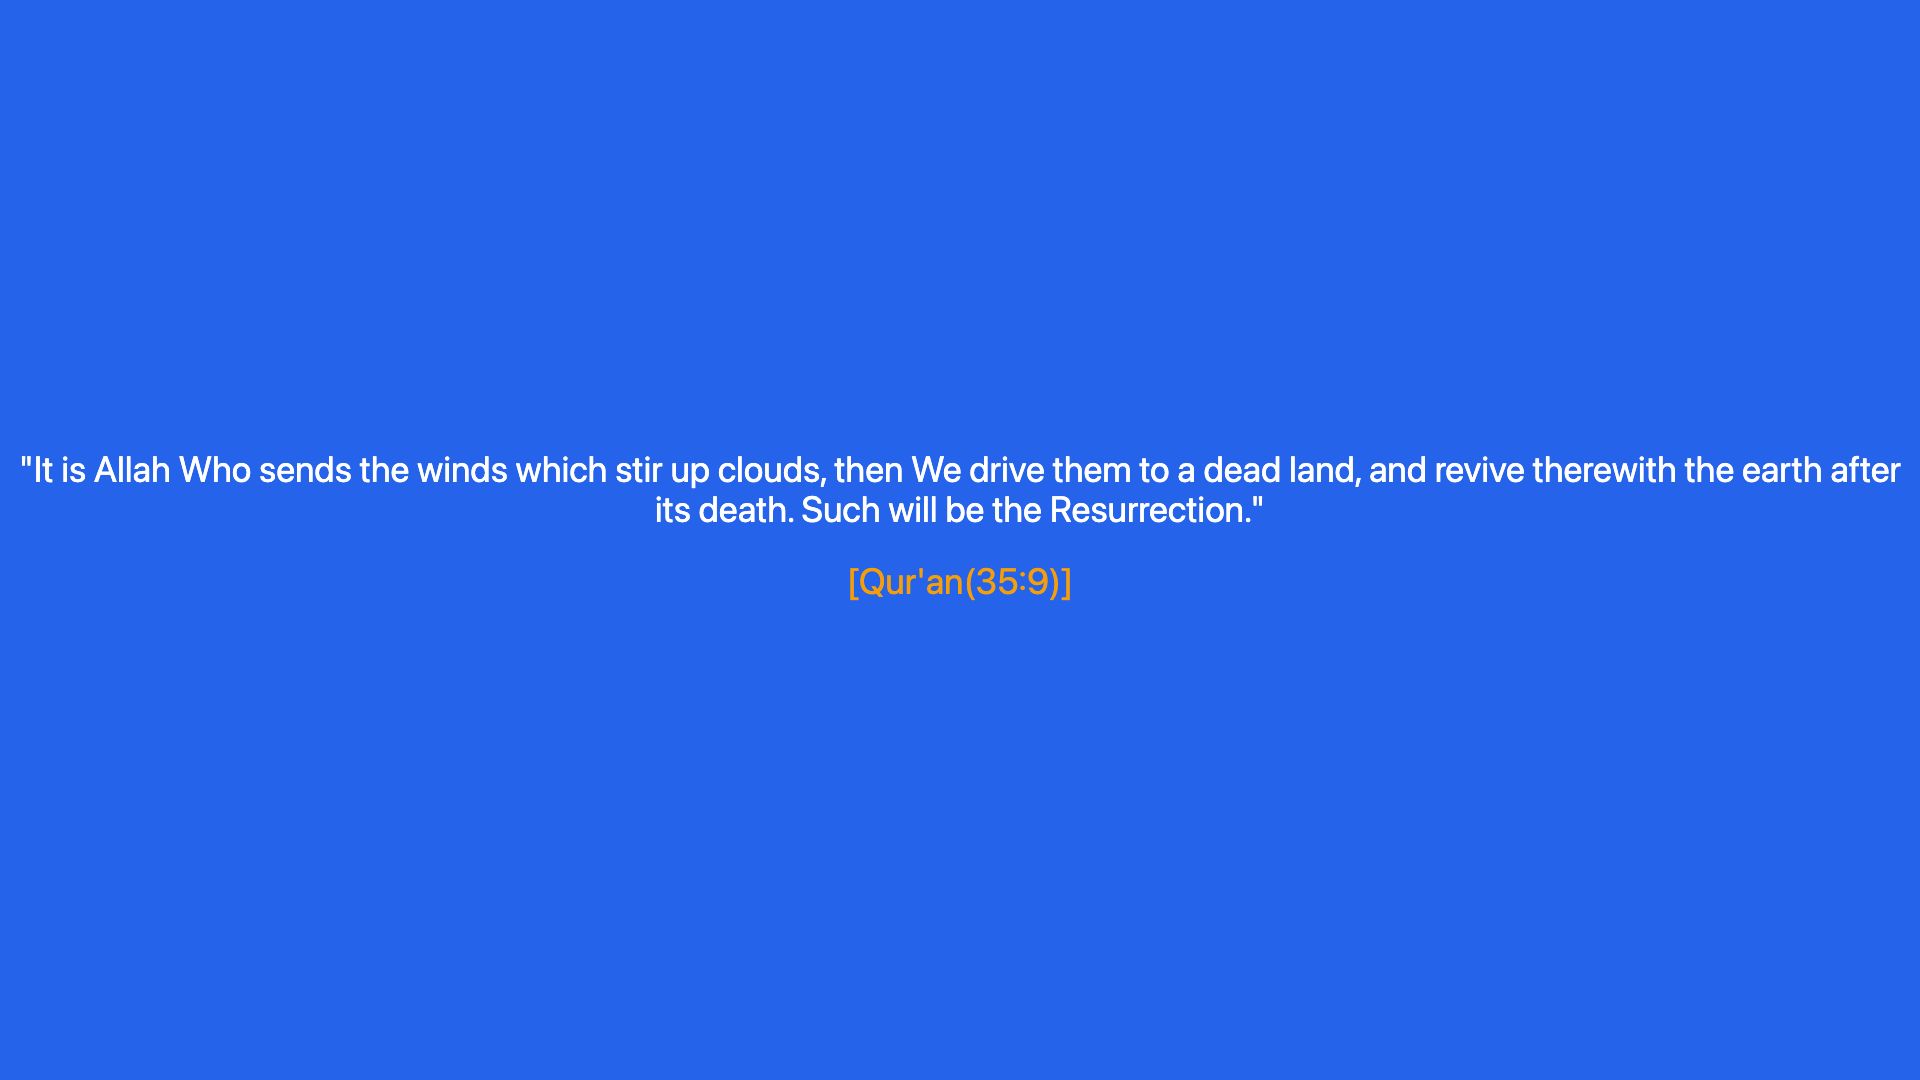 "It is Allah Who sends the winds which stir up clouds, then We drive them to a dead land, and revive therewith the earth after
its death. Such will be the Resurrection."
[Qur'an(35:9)]